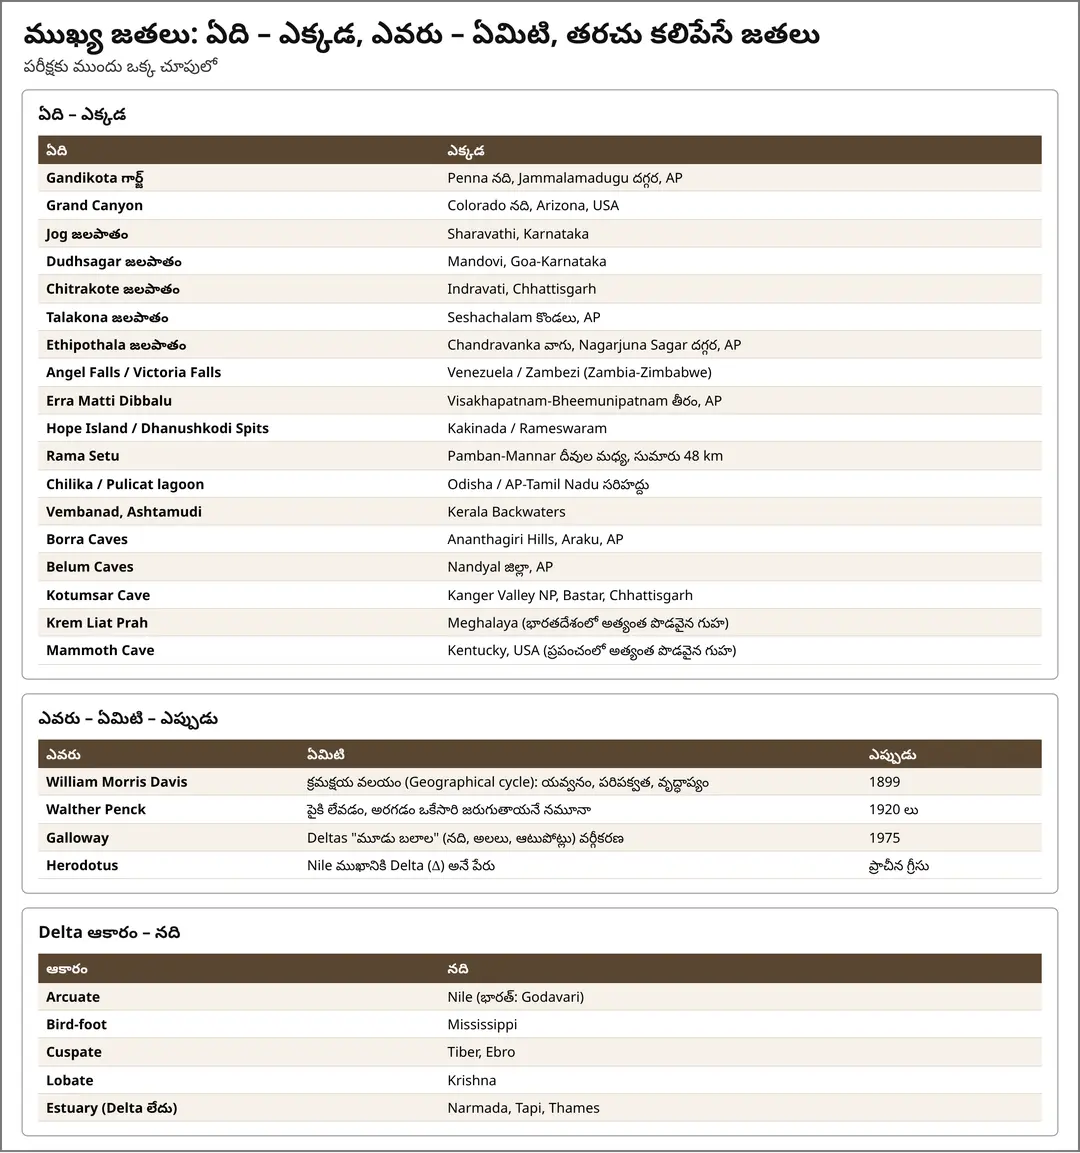 ముఖ్య జతలు: ఏది – ఎక్కడ, ఎవరు – ఏమిటి, తరచు కలిపేసే జతలు
పరీక్షకు ముందు ఒక్క చూపులో
ఏది – ఎక్కడ
ఏది ఎక్కడ
Gandikota గార్జ్ Penna నది, Jammalamadugu దగ్గర, AP
Grand Canyon Colorado నది, Arizona, USA
Jog జలపాతం Sharavathi, Karnataka
Dudhsagar జలపాతం Mandovi, Goa-Karnataka
Chitrakote జలపాతం Indravati, Chhattisgarh
Talakona జలపాతం Seshachalam కొండలు, AP
Ethipothala జలపాతం Chandravanka వాగు, Nagarjuna Sagar దగ్గర, AP
Angel Falls / Victoria Falls Venezuela / Zambezi (Zambia-Zimbabwe)
Erra Matti Dibbalu Visakhapatnam-Bheemunipatnam తీరం, AP
Hope Island / Dhanushkodi Spits Kakinada / Rameswaram
Rama Setu Pamban-Mannar దీవుల మధ్య, సుమారు 48 km
Chilika / Pulicat lagoon Odisha / AP-Tamil Nadu సరిహద్దు
Vembanad, Ashtamudi Kerala Backwaters
Borra Caves Ananthagiri Hills, Araku, AP
Belum Caves Nandyal జిల్లా, AP
Kotumsar Cave Kanger Valley NP, Bastar, Chhattisgarh
Krem Liat Prah Meghalaya (భారతదేశంలో అత్యంత పొడవైన గుహ)
Mammoth Cave Kentucky, USA (ప్రపంచంలో అత్యంత పొడవైన గుహ)
ఎవరు – ఏమిటి – ఎప్పుడు
ఎవరు ఏమిటి ఎప్పుడు
William Morris Davis క్రమక్షయ వలయం (Geographical cycle): యవ్వనం, పరిపక్వత, వృద్ధాప్యం 1899
Walther Penck పైకి లేవడం, అరగడం ఒకేసారి జరుగుతాయనే నమూనా 1920 లు
Galloway Deltas "మూడు బలాల" (నది, అలలు, ఆటుపోట్లు) వర్గీకరణ 1975
Herodotus Nile ముఖానికి Delta (Δ) అనే పేరు ప్రాచీన గ్రీసు
Delta ఆకారం – నది
ఆకారం నది
Arcuate Nile (భారత్: Godavari)
Bird-foot Mississippi
Cuspate Tiber, Ebro
Lobate Krishna
Estuary (Delta లేదు) Narmada, Tapi, Thames